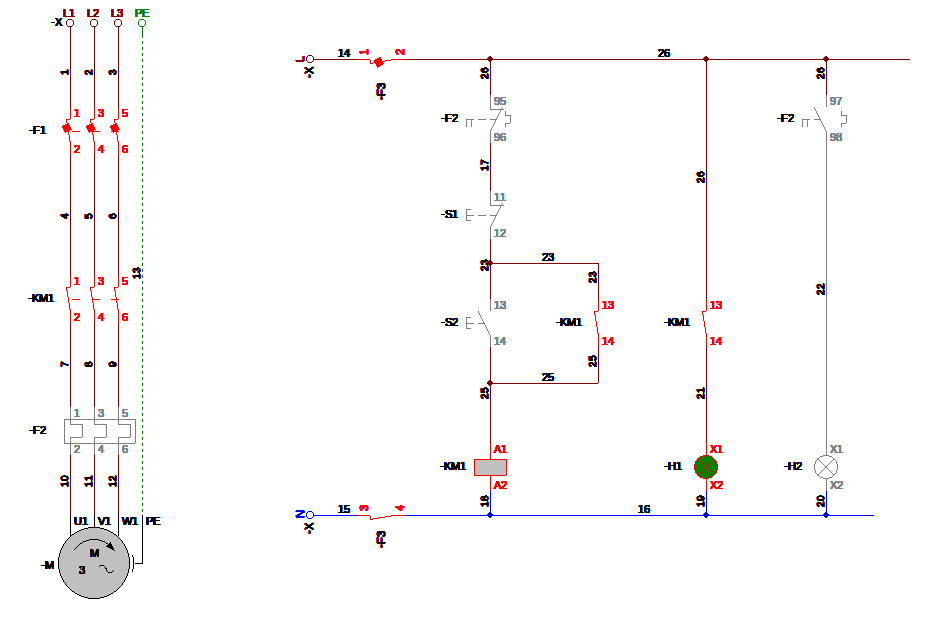 L1 L2 L3 PE
-X
1 2 3
1 3 5
-F1
2 4 6
4 5 6
13
1 3 5
-KM1
2 4 6
7 8 9
1 3 5
-F2
2 4 6
10 11 12
U1 V1 W1 PE
-M
M
3
L
-X
14
1 2
-F3
26
26
95
-F2
96
17
11
-S1
12
23
23
23
13
-S2
14
13
-KM1
14
25
25
25
A1
-KM1
A2
18
26
13
-KM1
14
21
X1
-H1
X2
19
26
97
-F2
98
22
X1
-H2
X2
20
N
-X
15
3 4
-F3
16